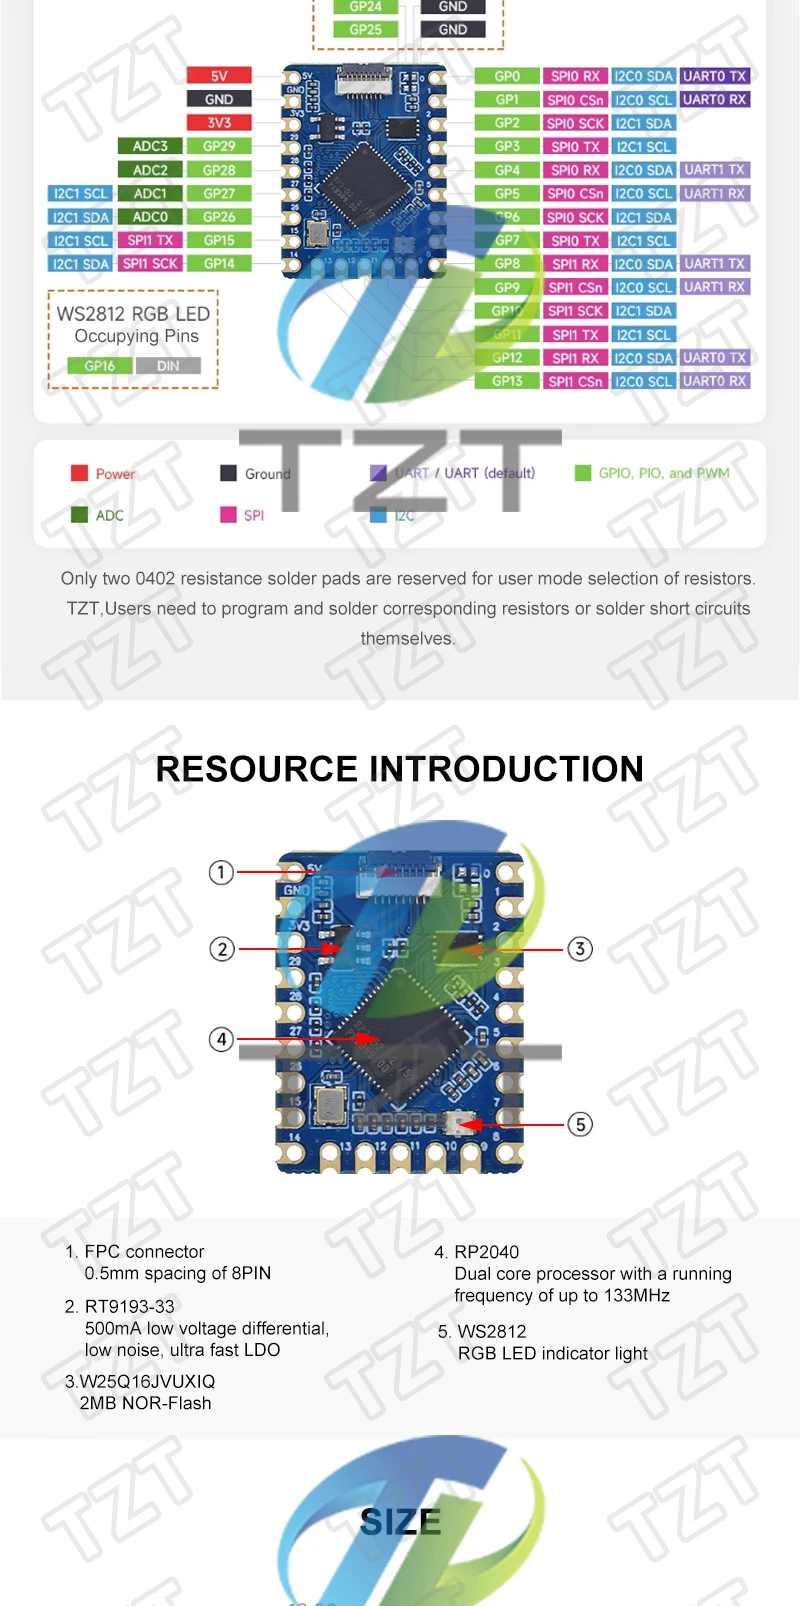 GP24 GND
GP25 GND
5V GP0 SPI0 RX I2C0 SDA UART0 TX
GND GP1 SPI0 CSn I2C0 SCL UART0 RX
3V3 GP2 SPI0 SCK I2C1 SDA
ADC3 GP29 GP3 SPI0 TX I2C1 SCL
ADC2 GP28 GP4 SPI0 RX I2C0 SDA UART1 TX
I2C1 SCL ADC1 GP27 GP5 SPI0 CSn I2C0 SCL UART1 RX
I2C1 SDA ADC0 GP26 GP6 SPI0 SCK I2C1 SDA
I2C1 SCL SPI1 TX GP15 GP7 SPI0 TX I2C1 SCL
I2C1 SDA SPI1 SCK GP14 GP8 SPI1 RX I2C0 SDA UART1 TX
GP9 SPI1 CSn I2C0 SCL UART1 RX
GP10 SPI1 SCK I2C1 SDA
GP11 SPI1 TX I2C1 SCL
GP12 SPI1 RX I2C0 SDA UART0 TX
GP13 SPI1 CSn I2C0 SCL UART0 RX
WS2812 RGB LED
Occupying Pins
GP16 DIN
TZT
Power Ground UART / UART (default) GPIO, PIO, and PWM
ADC SPI I2C
Only two 0402 resistance solder pads are reserved for user mode selection of resistors.
TZT,Users need to program and solder corresponding resistors or solder short circuits
themselves.
RESOURCE INTRODUCTION
1
2
3
4
5
1. FPC connector
0.5mm spacing of 8PIN
2. RT9193-33
500mA low voltage differential,
low noise, ultra fast LDO
3.W25Q16JVUXIQ
2MB NOR-Flash
4. RP2040
Dual core processor with a running
frequency of up to 133MHz
5. WS2812
RGB LED indicator light
SIZE